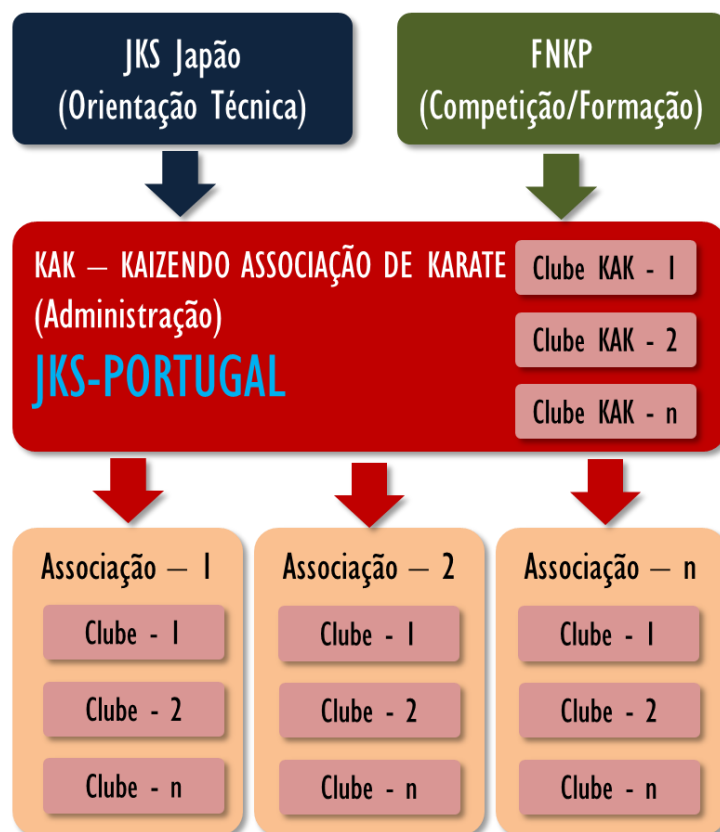 JKS Japão
(Orientação Técnica)
FNKP
(Competição/Formação)
KAK – KAIZENDO ASSOCIAÇÃO DE KARATE
(Administração)
JKS-PORTUGAL
Clube KAK - 1
Clube KAK - 2
Clube KAK - n
Associação – 1
Clube - 1
Clube - 2
Clube - n
Associação – 2
Clube - 1
Clube - 2
Clube - n
Associação – n
Clube - 1
Clube - 2
Clube - n